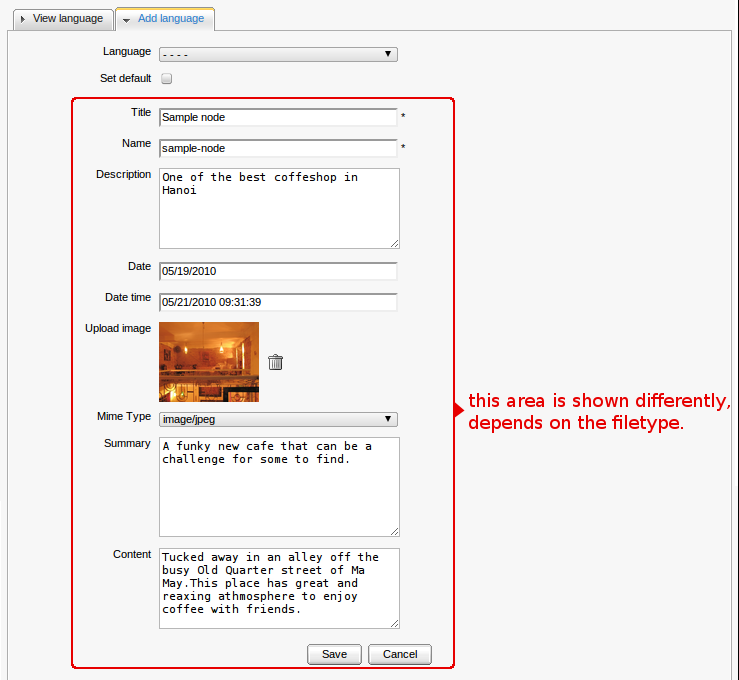 View language
Add language
Language
- - - -
Set default
Title
Sample node
*
Name
sample-node
*
Description
One of the best coffeshop in
Hanoi
Date
05/19/2010
Date time
05/21/2010 09:31:39
Upload image
this area is shown differently,
depends on the filetype.
Mime Type
image/jpeg
Summary
A funky new cafe that can be a
challenge for some to find.
Content
Tucked away in an alley off the
busy Old Quarter street of Ma
May.This place has great and
reaxing athmosphere to enjoy
coffee with friends.
Save
Cancel